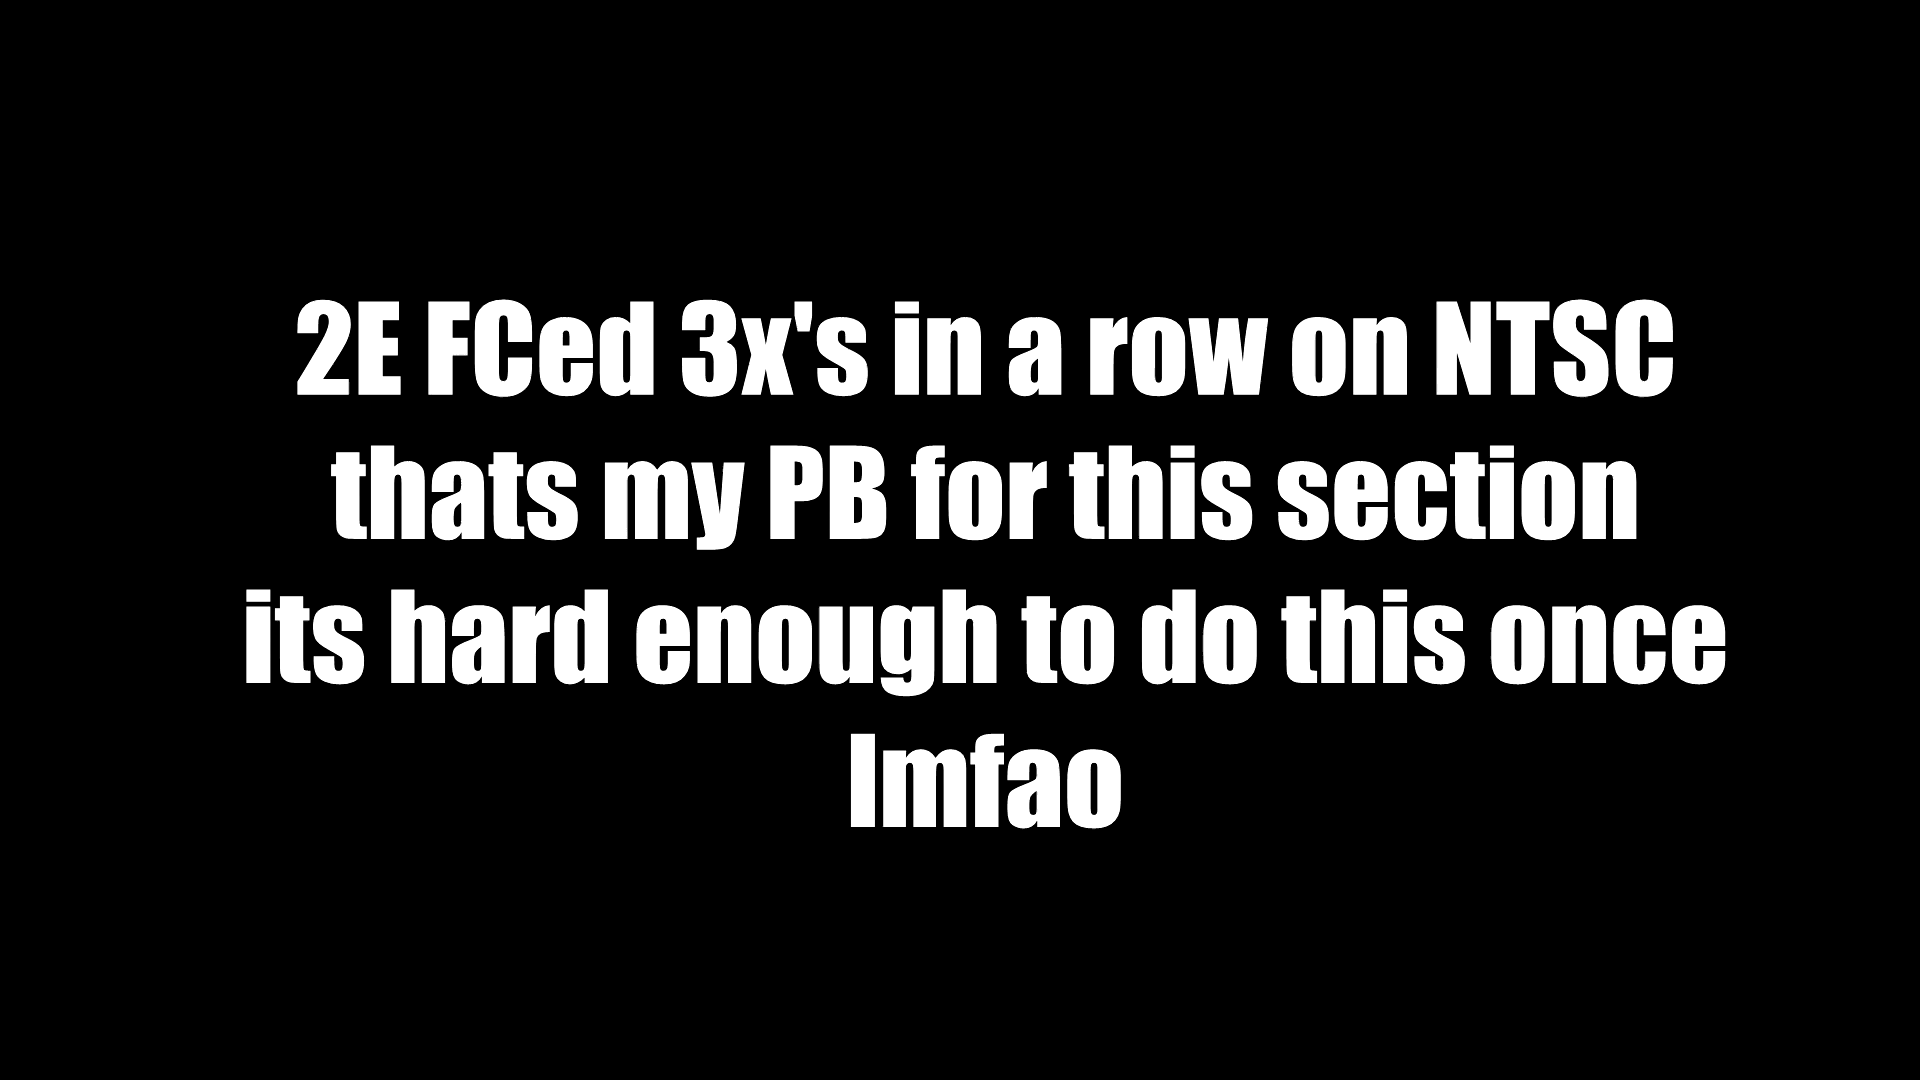 2E FCed 3x's in a row on NTSC
thats my PB for this section
its hard enough to do this once
lmfao